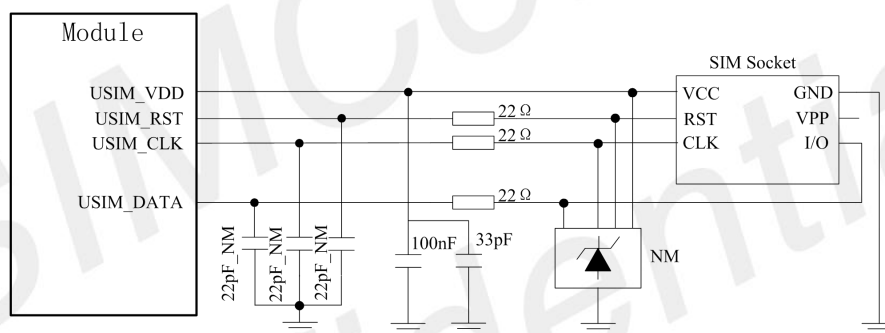 Module
SIM Socket
USIM_VDD
VCC
GND
USIM_RST
22Ω
RST
VPP
USIM_CLK
22Ω
CLK
I/O
USIM_DATA
22Ω
22pF_NM
22pF_NM
22pF_NM
100nF
33pF
NM